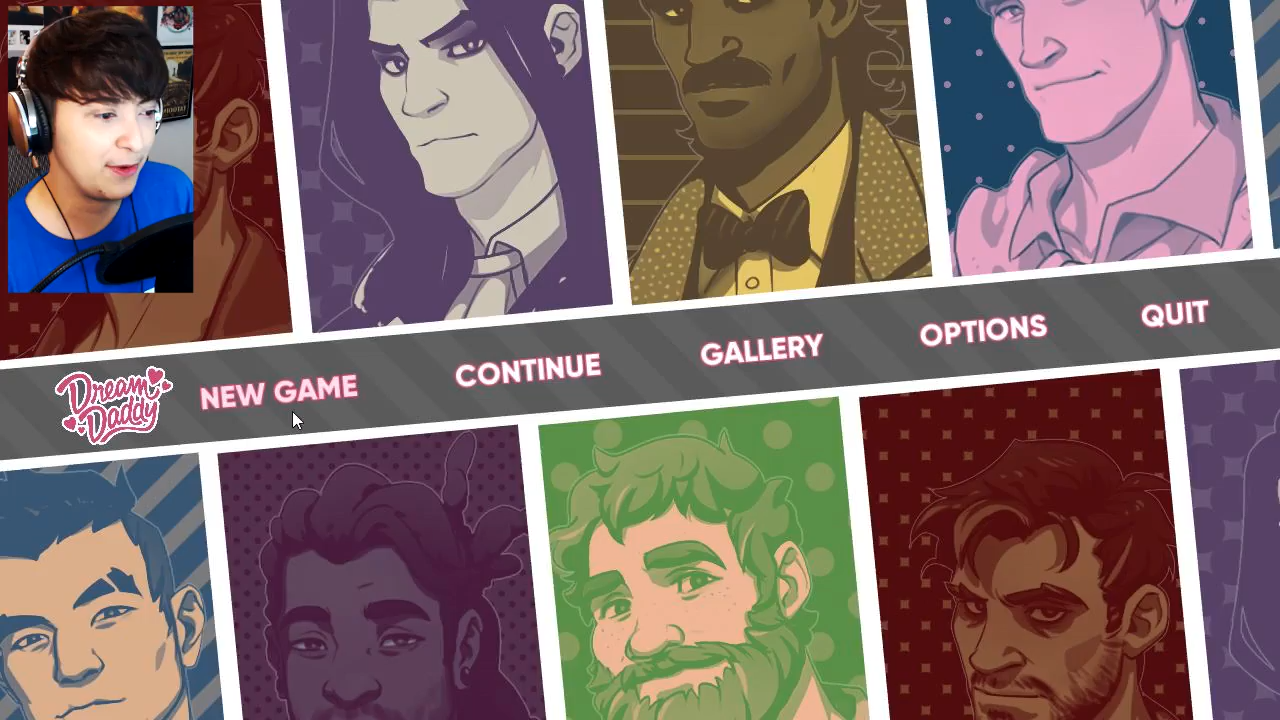 Dream
Daddy
NEW GAME
CONTINUE
GALLERY
OPTIONS
QUIT